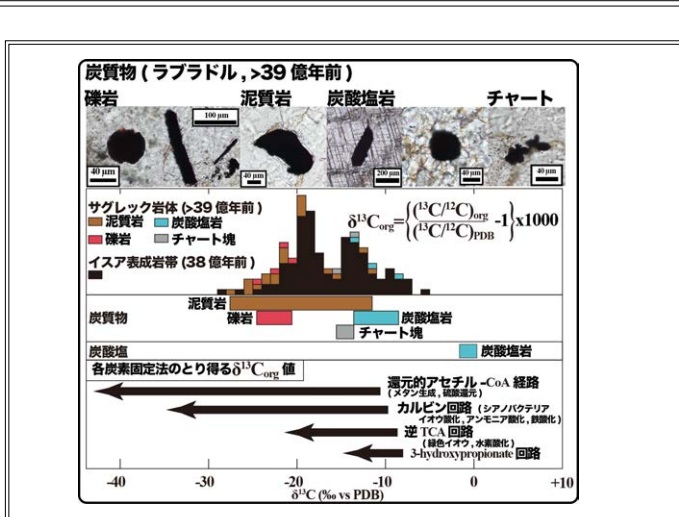 炭質物 ( ラブラドル , >39 億年前 )
礫岩 泥質岩 炭酸塩岩 チャート
100 μm
40 μm 40 μm 200 μm 40 μm 40 μm
サグレック岩体 (>39 億年前 )
泥質岩 炭酸塩岩
礫岩 チャート塊
イスア表成岩帯 (38 億年前 )
δ¹³C_org={(¹³C/¹²C)_org/(¹³C/¹²C)_PDB -1}x1000
泥質岩
炭質物 礫岩 炭酸塩岩
チャート塊
炭酸塩 炭酸塩岩
各炭素固定法のとり得るδ¹³C_org 値
還元的アセチル -CoA 経路
( メタン生成 , 硫酸還元 )
カルビン回路 ( シアノバクテリア
イオウ酸化 , アンモニア酸化 , 鉄酸化 )
逆 TCA 回路
( 緑色イオウ , 水素酸化 )
3-hydroxypropionate 回路
-40 -30 -20 -10 0 +10
δ¹³C (‰ vs PDB)